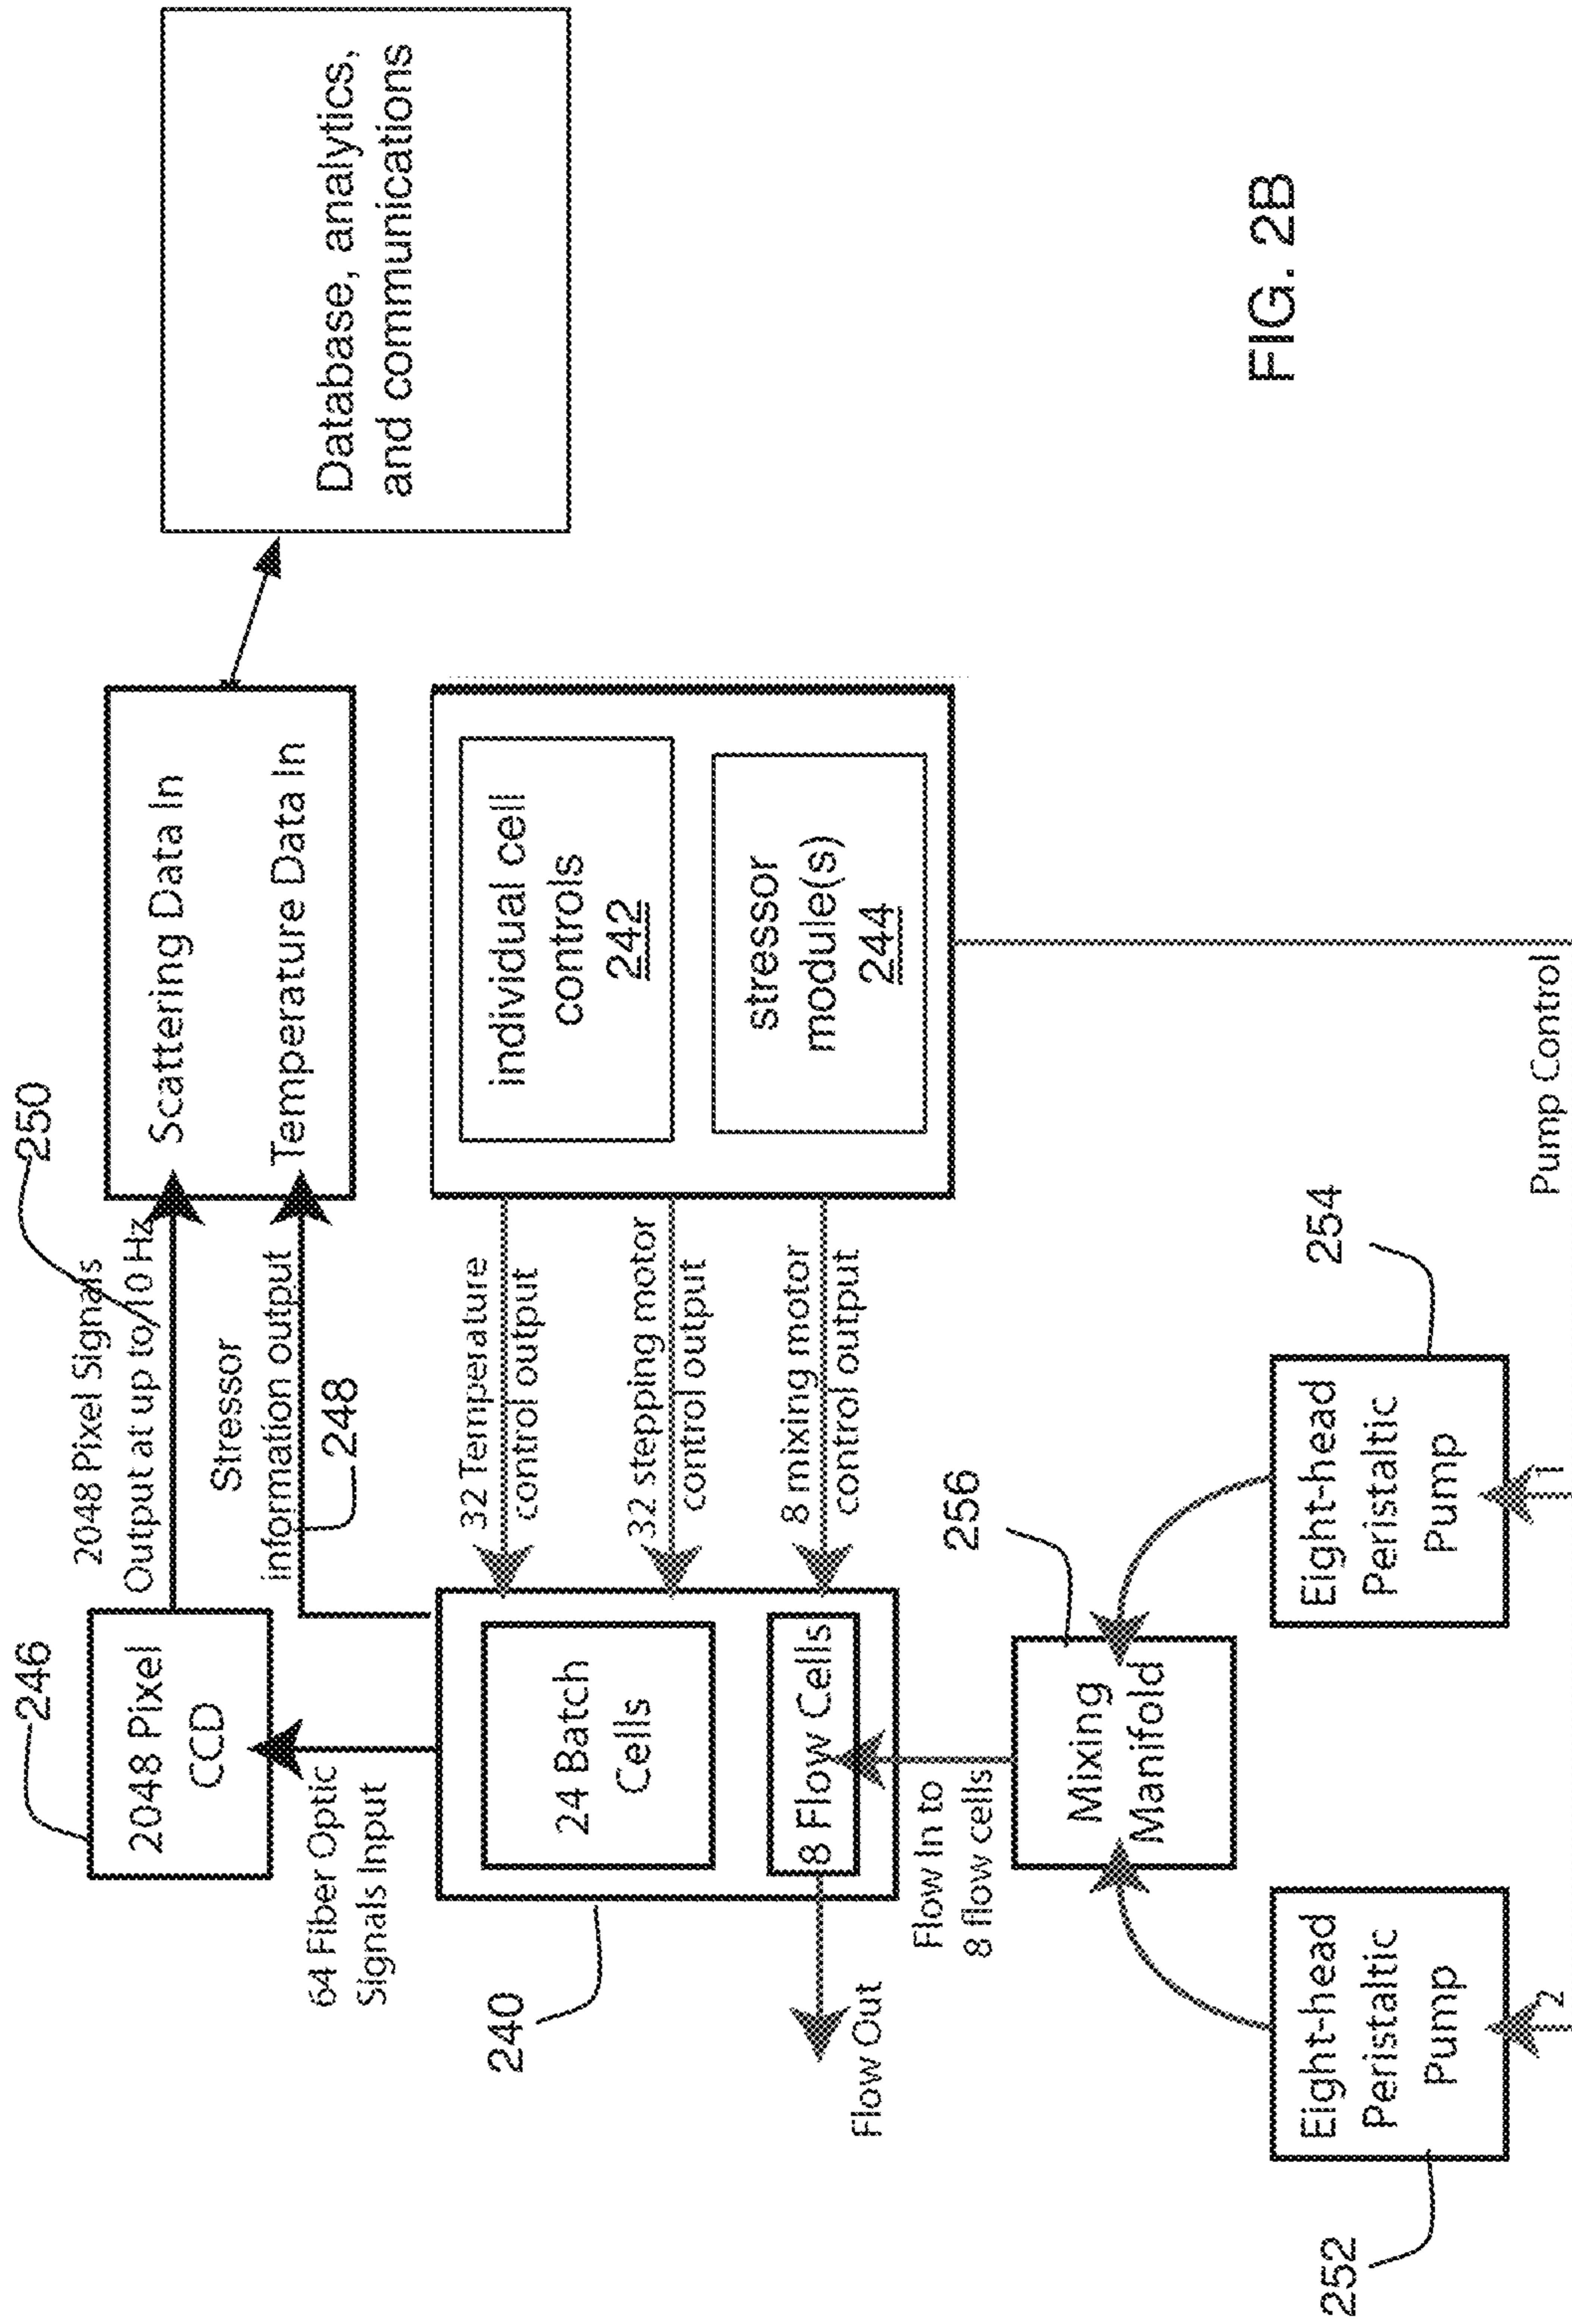 246
2048 Pixel
CCD
2048 Pixel Signals
Output at up to 10 Hz
250
Scattering Data In
Temperature Data In
Database, analytics,
and communications
Stressor
information output
248
64 Fiber Optic
Signals Input
240
24 Batch
Cells
8 Flow Cells
32 Temperature
control output
32 stepping motor
control output
8 mixing motor
control output
individual cell
controls
242
stressor
module(s)
244
Flow Out
Flow In to
8 flow cells
256
Mixing
Manifold
252
Eight-head
Peristaltic
Pump
2
254
Eight-head
Peristaltic
Pump
1
Pump Control
FIG. 2B